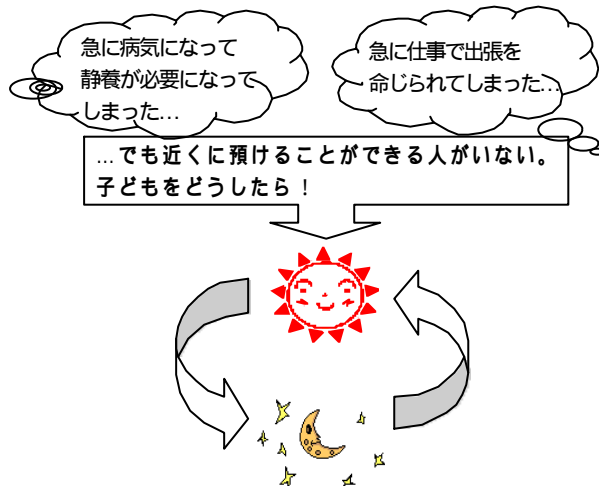 急に病気になって
静養が必要になって
しまった…
急に仕事で出張を
命じられてしまった…
…でも近くに預けることができる人がいない。
子どもをどうしたら！